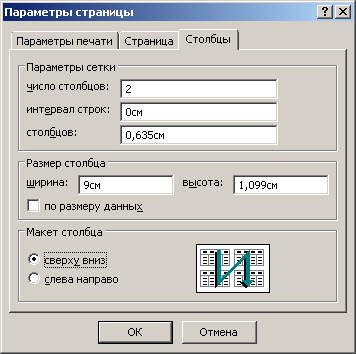 Параметры страницы
Параметры печати Страница Столбцы
Параметры сетки
число столбцов: 2
интервал строк: 0см
столбцов: 0,635см
Размер столбца
ширина: 9см высота: 1,099см
по размеру данных
Макет столбца
сверху вниз
слева направо
ОК Отмена